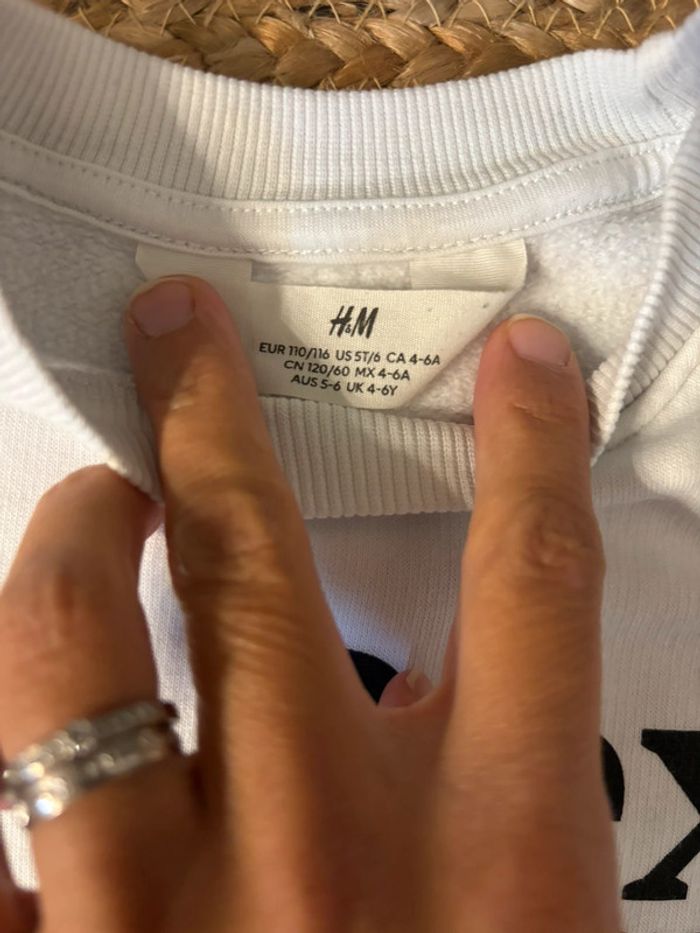 H&M
EUR 110/116 US 5T/6 CA 4-6A
CN 120/60 MX 4-6A
AUS 5-6 UK 4-6Y
ex